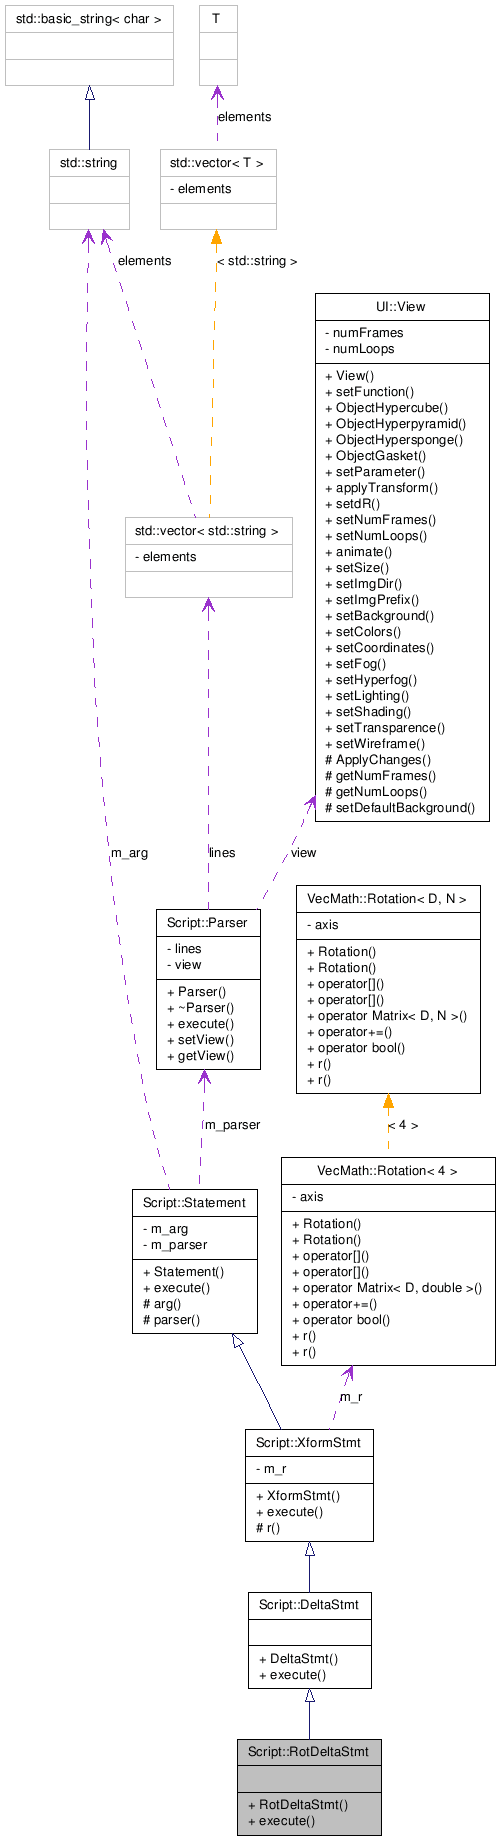 std::basic_string< char >
T
elements
std::string
std::vector< T >
- elements
elements
< std::string >
UI::View
- numFrames
- numLoops
+ View()
+ setFunction()
+ ObjectHypercube()
+ ObjectHyperpyramid()
+ ObjectHypersponge()
+ ObjectGasket()
+ setParameter()
+ applyTransform()
+ setdR()
+ setNumFrames()
+ setNumLoops()
+ animate()
+ setSize()
+ setImgDir()
+ setImgPrefix()
+ setBackground()
+ setColors()
+ setCoordinates()
+ setFog()
+ setHyperfog()
+ setLighting()
+ setShading()
+ setTransparence()
+ setWireframe()
# ApplyChanges()
# getNumFrames()
# getNumLoops()
# setDefaultBackground()
std::vector< std::string >
- elements
m_arg
lines
view
Script::Parser
- lines
- view
+ Parser()
+ ~Parser()
+ execute()
+ setView()
+ getView()
VecMath::Rotation< D, N >
- axis
+ Rotation()
+ Rotation()
+ operator[]()
+ operator[]()
+ operator Matrix< D, N >()
+ operator+=()
+ operator bool()
+ r()
+ r()
m_parser
< 4 >
Script::Statement
- m_arg
- m_parser
+ Statement()
+ execute()
# arg()
# parser()
VecMath::Rotation< 4 >
- axis
+ Rotation()
+ Rotation()
+ operator[]()
+ operator[]()
+ operator Matrix< D, double >()
+ operator+=()
+ operator bool()
+ r()
+ r()
m_r
Script::XformStmt
- m_r
+ XformStmt()
+ execute()
# r()
Script::DeltaStmt
+ DeltaStmt()
+ execute()
Script::RotDeltaStmt
+ RotDeltaStmt()
+ execute()